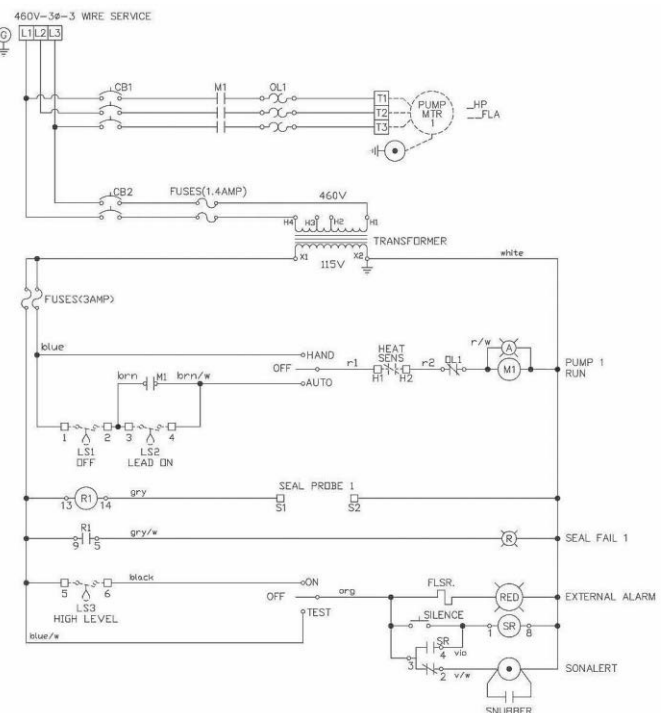 460V-3ø-3 WIRE SERVICE
G L1 L2 L3
CB1 M1 OL1
T1
T2
T3
PUMP
MTR
1
_HP
__FLA
CB2 FUSES(1.4AMP) 460V
H4 H3 H2 H1
TRANSFORMER
X1 115V X2
white
FUSES(3AMP)
blue
HAND
OFF
AUTO
r1
HEAT
SENS
H1 H2
r2
OL1
r/w
A
M1
PUMP 1
RUN
brn M1 brn/w
1 2 3 4
LS1
OFF
LS2
LEAD ON
13 R1 14 gry
SEAL PROBE 1
S1 S2
R1
9 5
gry/w
R
SEAL FAIL 1
5 6 black
LS3
HIGH LEVEL
ON
OFF
TEST
org
FLSR.
RED
EXTERNAL ALARM
SILENCE
1 SR 8
SR
4
vio
3
2 v/w
SONALERT
blue/w
SNUBBER